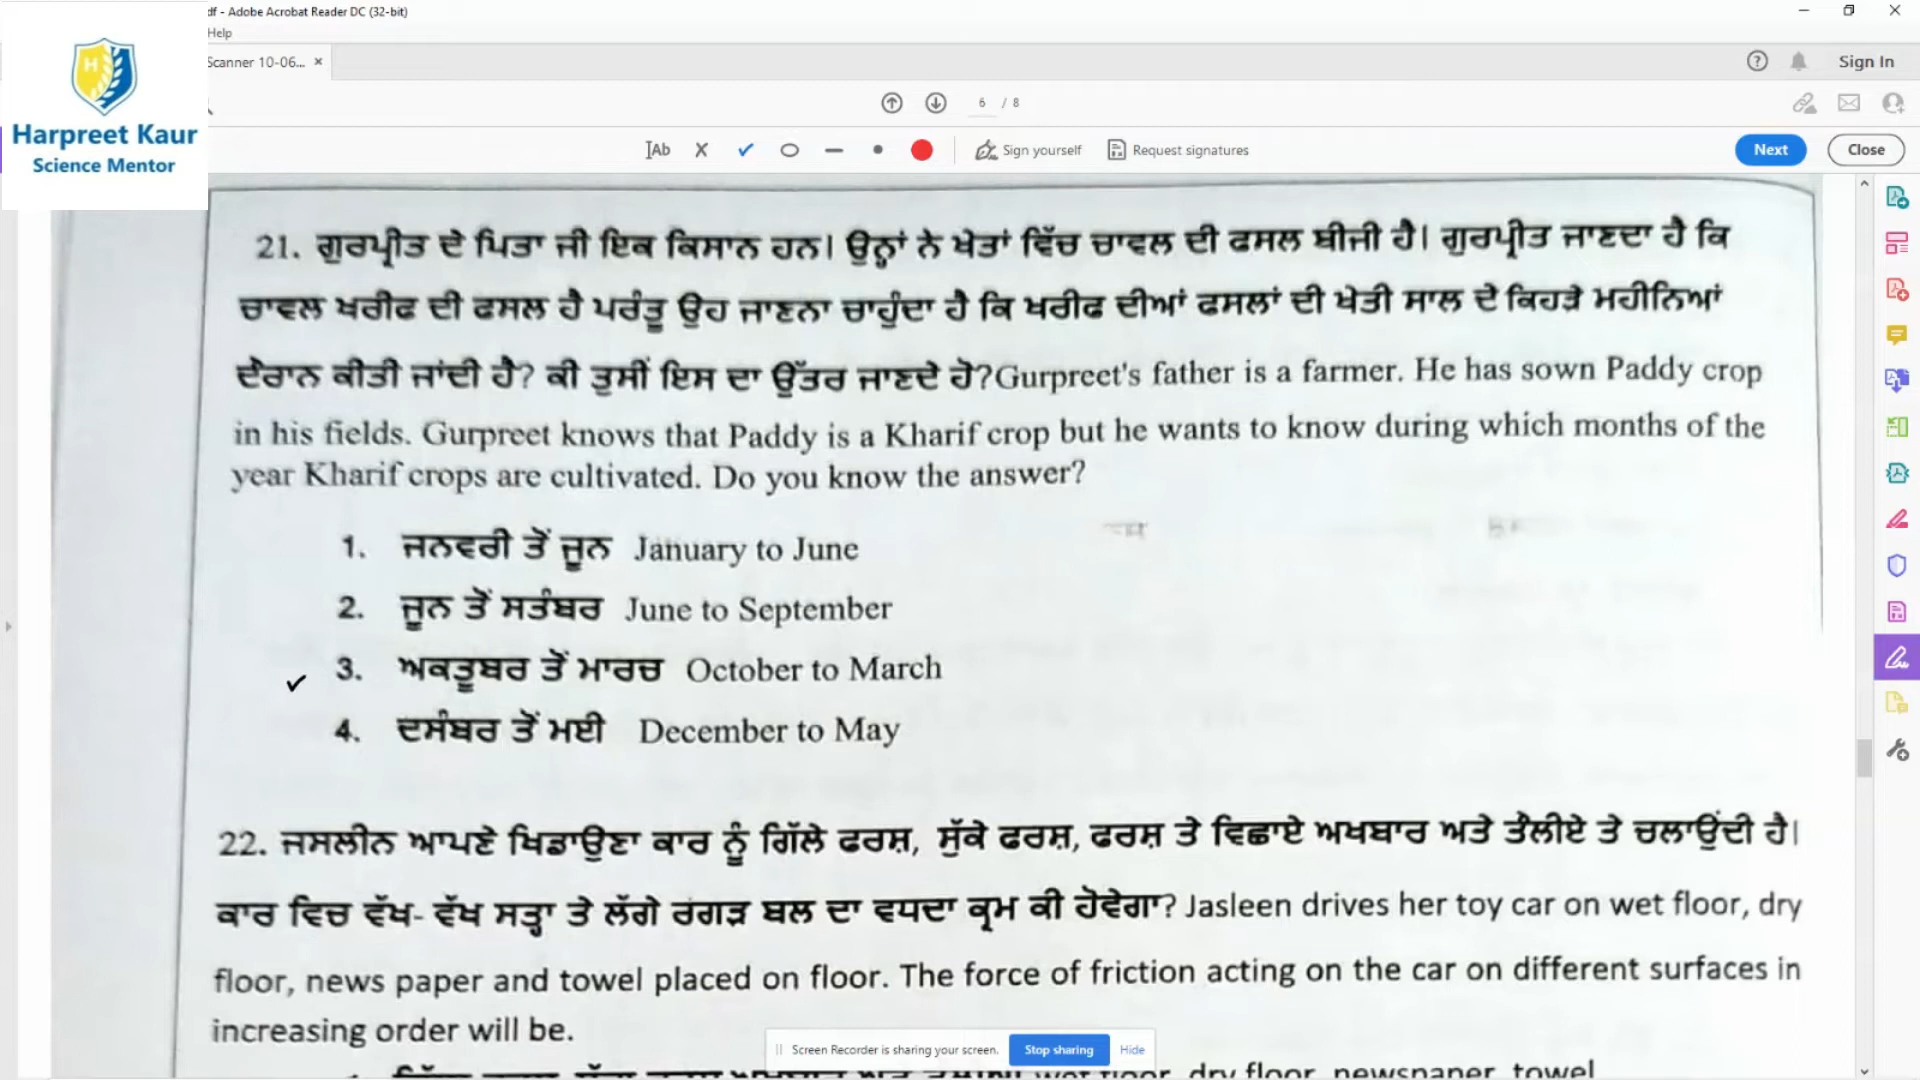 df - Adobe Acrobat Reader DC (32-bit)
Help
Scanner 10-06...
Sign In
6 / 8
Ab
Sign yourself
Request signatures
Next
Close
H
Harpreet Kaur
Science Mentor
21. ਗੁਰਪ੍ਰੀਤ ਦੇ ਪਿਤਾ ਜੀ ਇਕ ਕਿਸਾਨ ਹਨ। ਉਨ੍ਹਾਂ ਨੇ ਖੇਤਾਂ ਵਿੱਚ ਚਾਵਲ ਦੀ ਫਸਲ ਬੀਜੀ ਹੈ। ਗੁਰਪ੍ਰੀਤ ਜਾਣਦਾ ਹੈ ਕਿ
ਚਾਵਲ ਖਰੀਫ ਦੀ ਫਸਲ ਹੈ ਪਰੰਤੂ ਉਹ ਜਾਣਨਾ ਚਾਹੁੰਦਾ ਹੈ ਕਿ ਖਰੀਫ ਦੀਆਂ ਫਸਲਾਂ ਦੀ ਖੇਤੀ ਸਾਲ ਦੇ ਕਿਹੜੇ ਮਹੀਨਿਆਂ
ਦੌਰਾਨ ਕੀਤੀ ਜਾਂਦੀ ਹੈ? ਕੀ ਤੁਸੀਂ ਇਸ ਦਾ ਉੱਤਰ ਜਾਣਦੇ ਹੋ?Gurpreet's father is a farmer. He has sown Paddy crop
in his fields. Gurpreet knows that Paddy is a Kharif crop but he wants to know during which months of the
year Kharif crops are cultivated. Do you know the answer?
1. ਜਨਵਰੀ ਤੋਂ ਜੂਨ January to June
2. ਜੂਨ ਤੋਂ ਸਤੰਬਰ June to September
3. ਅਕਤੂਬਰ ਤੋਂ ਮਾਰਚ October to March
4. ਦਸੰਬਰ ਤੋਂ ਮਈ December to May
22. ਜਸਲੀਨ ਆਪਣੇ ਖਿਡਾਉਣਾ ਕਾਰ ਨੂੰ ਗਿੱਲੇ ਫਰਸ਼, ਸੁੱਕੇ ਫਰਸ਼, ਫਰਸ਼ ਤੇ ਵਿਛਾਏ ਅਖਬਾਰ ਅਤੇ ਤੌਲੀਏ ਤੇ ਚਲਾਉਂਦੀ ਹੈ।
ਕਾਰ ਵਿਚ ਵੱਖ- ਵੱਖ ਸਤ੍ਹਾ ਤੇ ਲੱਗੇ ਰਗੜ ਬਲ ਦਾ ਵਧਦਾ ਕ੍ਰਮ ਕੀ ਹੋਵੇਗਾ? Jasleen drives her toy car on wet floor, dry
floor, news paper and towel placed on floor. The force of friction acting on the car on different surfaces in
increasing order will be.
Screen Recorder is sharing your screen.
Stop sharing
Hide
wet floor, dry floor, newspaper, towel